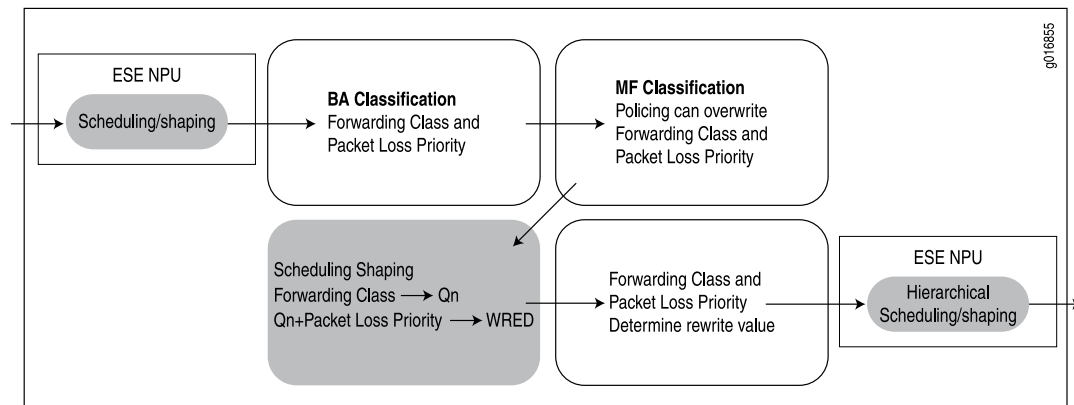 ESE NPU
Scheduling/shaping
BA Classification
Forwarding Class and
Packet Loss Priority
MF Classification
Policing can overwrite
Forwarding Class and
Packet Loss Priority
g016855
Scheduling Shaping
Forwarding Class → Qn
Qn+Packet Loss Priority → WRED
Forwarding Class and
Packet Loss Priority
Determine rewrite value
ESE NPU
Hierarchical
Scheduling/shaping